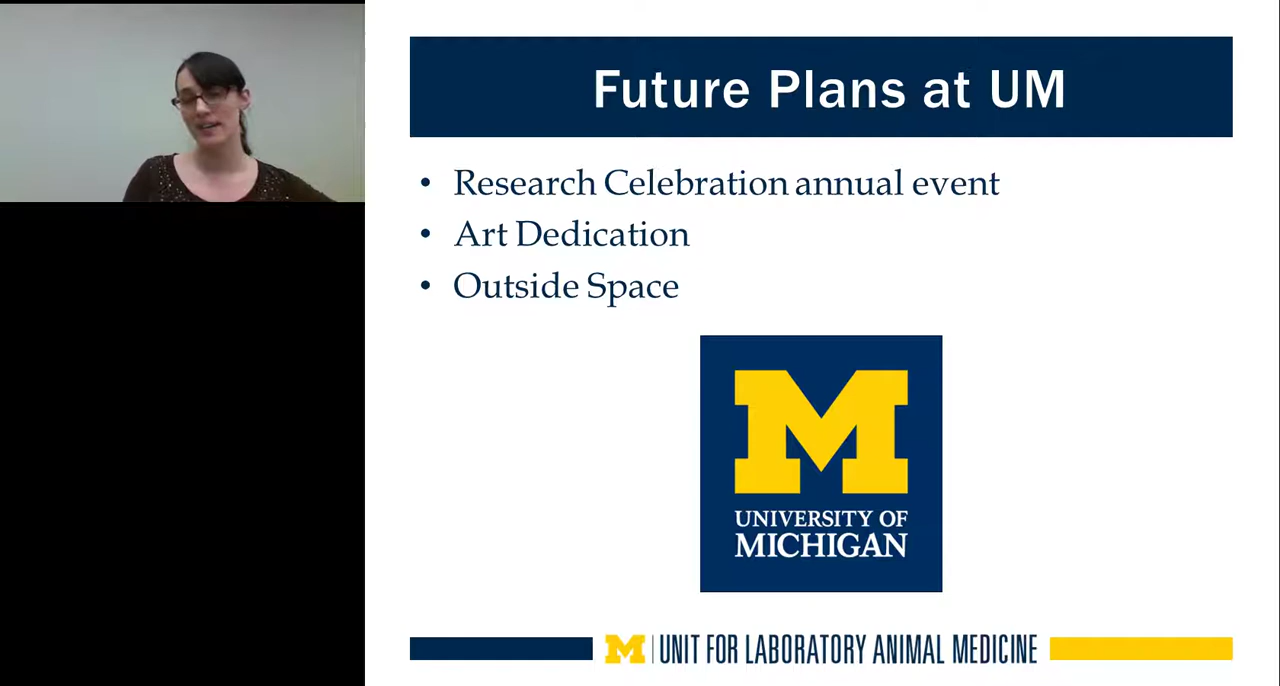 Future Plans at UM
• Research Celebration annual event
• Art Dedication
• Outside Space
M
UNIVERSITY OF
MICHIGAN
M | UNIT FOR LABORATORY ANIMAL MEDICINE